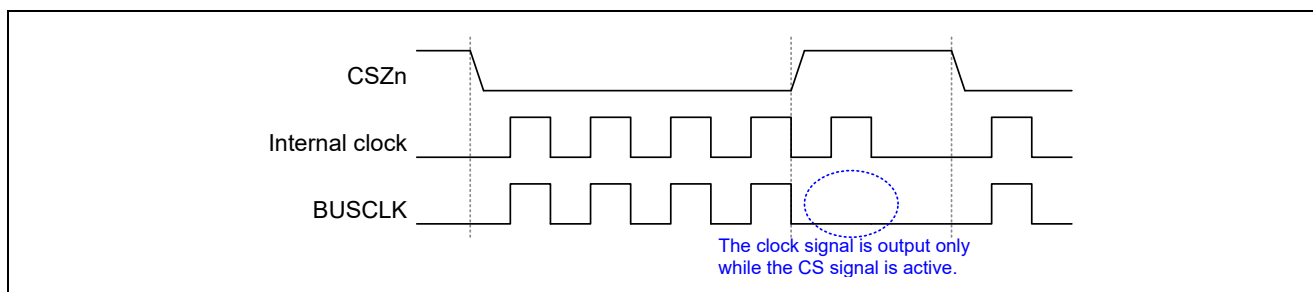 CSZn
Internal clock
BUSCLK
The clock signal is output only
while the CS signal is active.